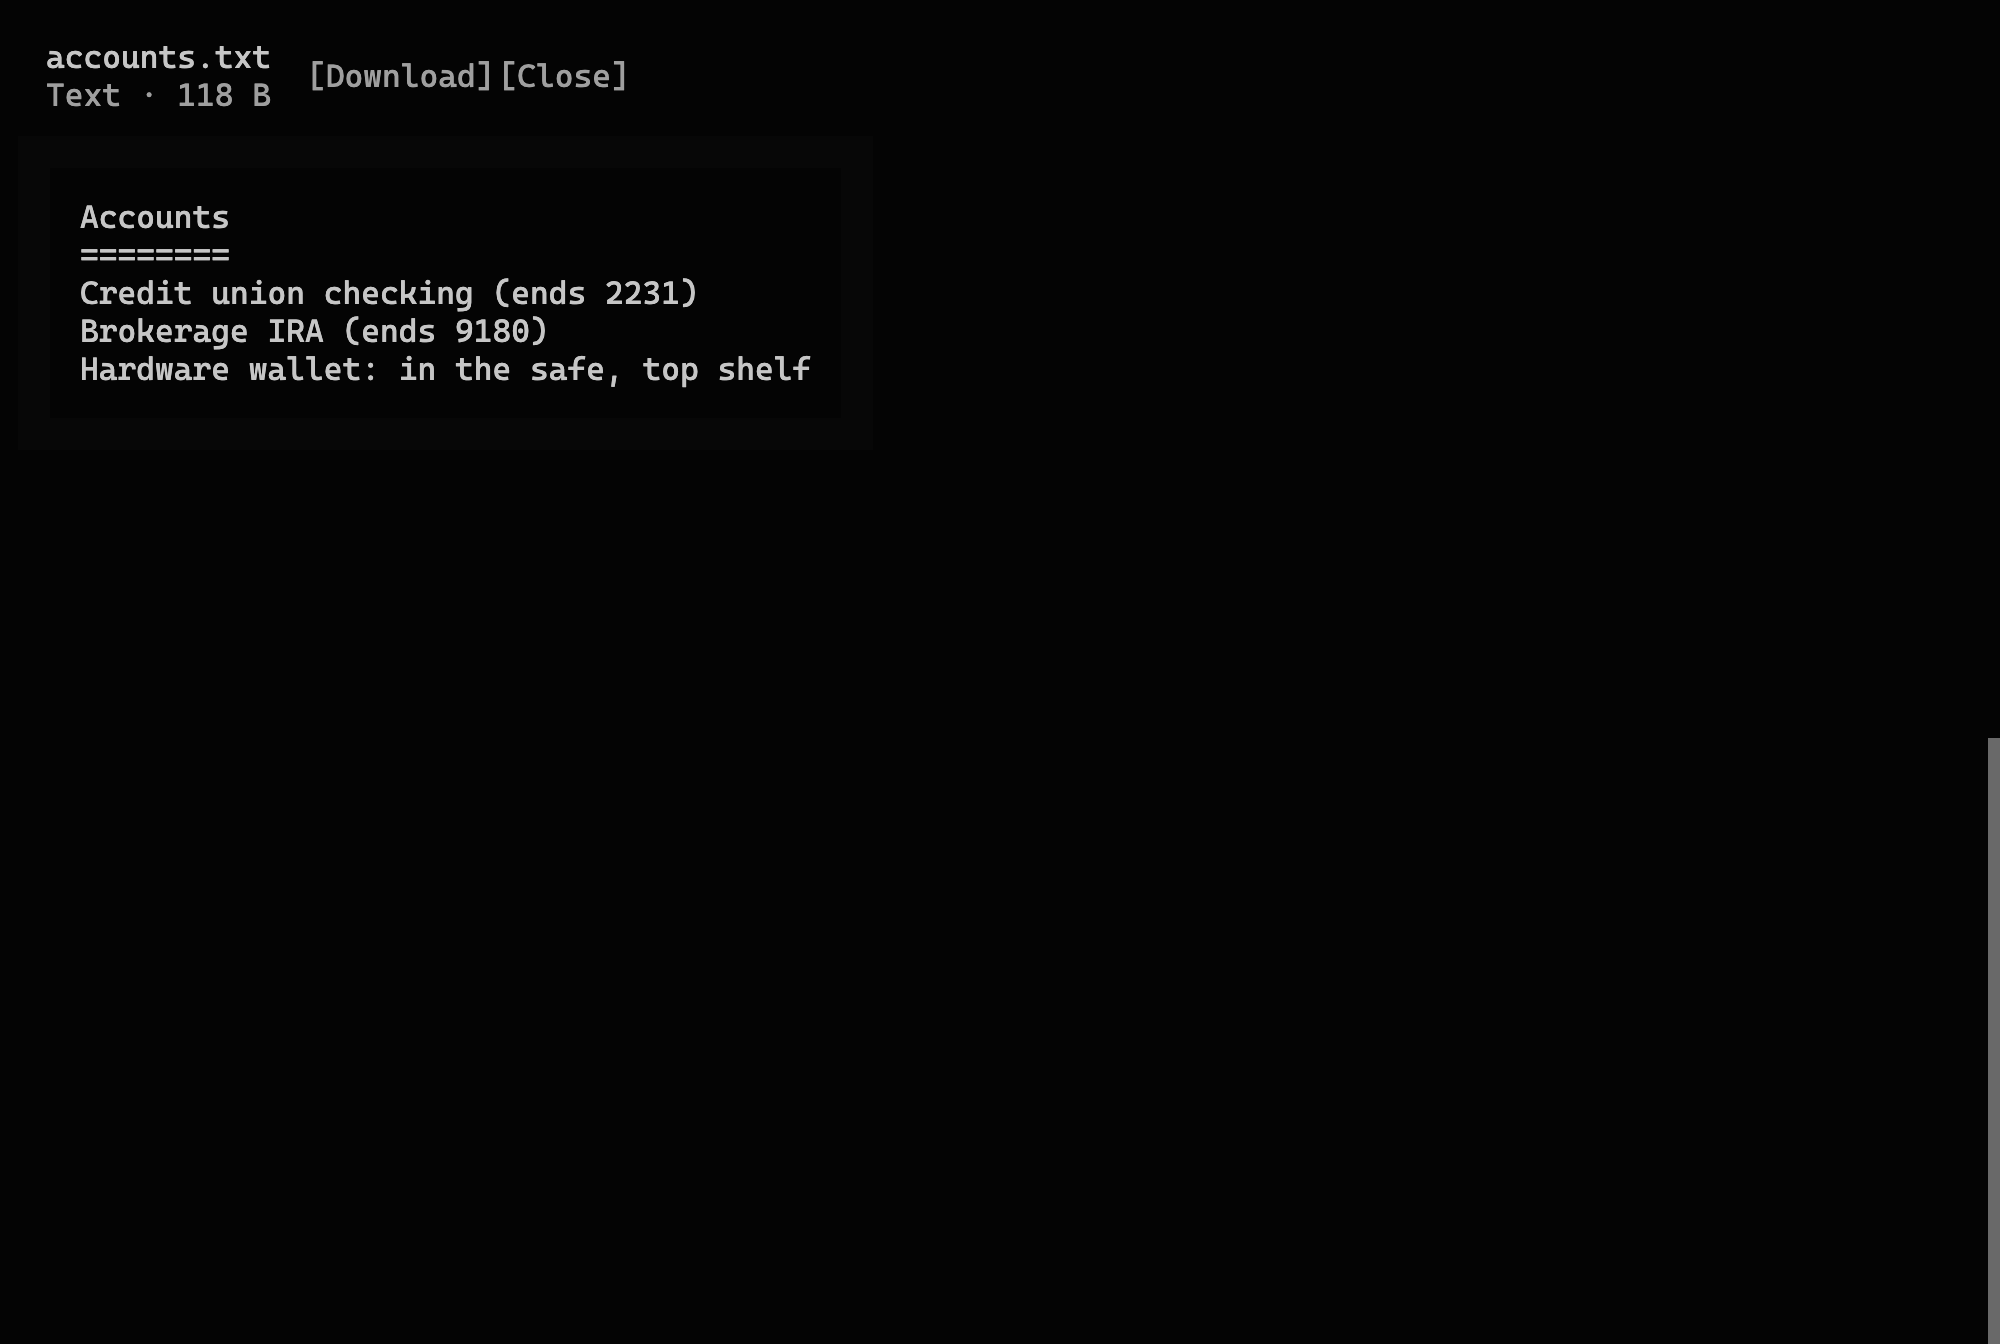 accounts.txt
Text · 118 B
[Download][Close]
Accounts
========
Credit union checking (ends 2231)
Brokerage IRA (ends 9180)
Hardware wallet: in the safe, top shelf